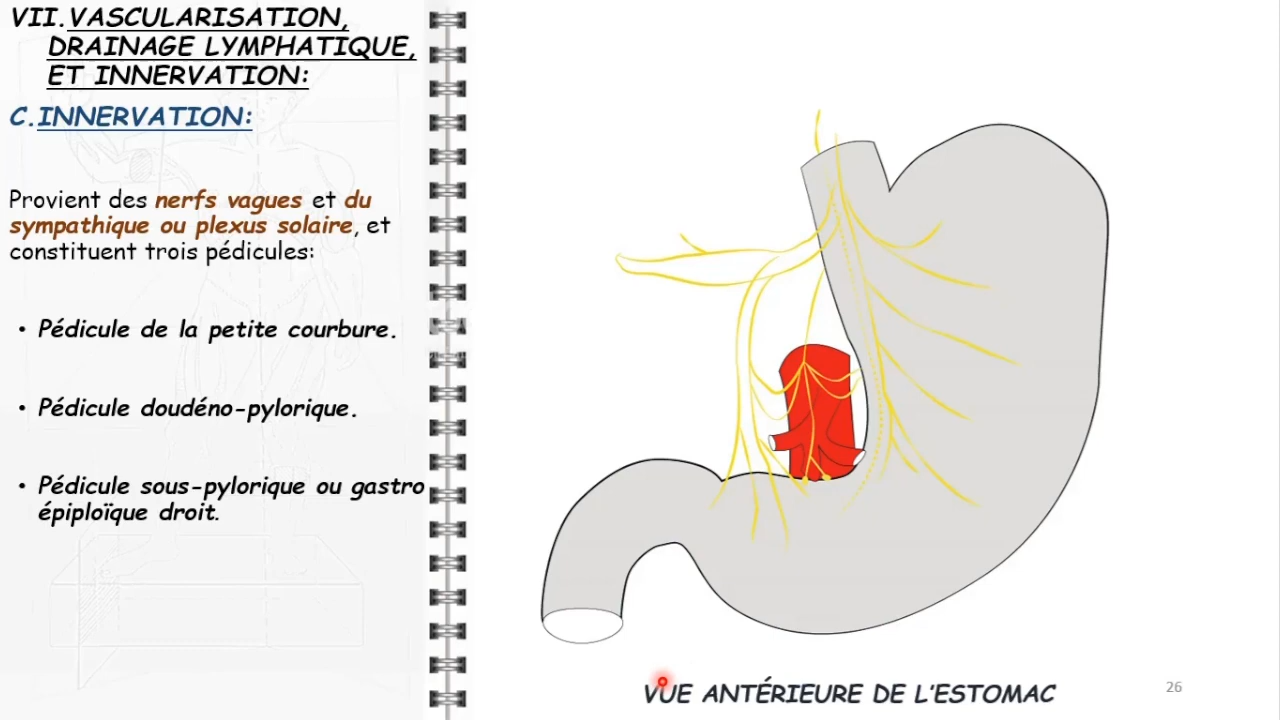 VII.VASCULARISATION,
DRAINAGE LYMPHATIQUE,
ET INNERVATION:
C.INNERVATION:
Provient des nerfs vagues et du
sympathique ou plexus solaire, et
constituent trois pédicules:
• Pédicule de la petite courbure.
• Pédicule doudéno-pylorique.
• Pédicule sous-pylorique ou gastro
épiploïque droit.
VUE ANTÉRIEURE DE L'ESTOMAC
26